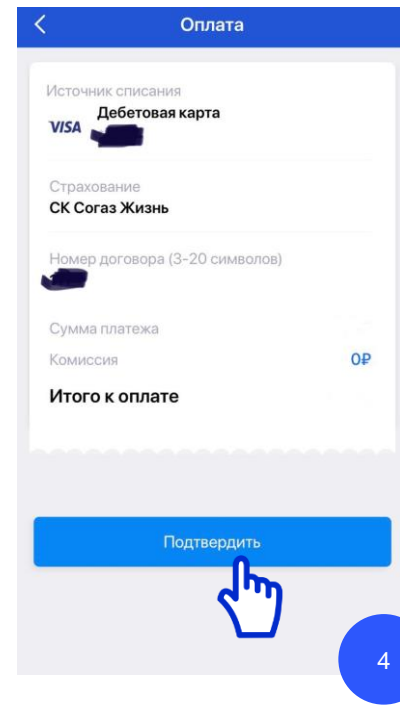 Оплата
Источник списания
Дебетовая карта
VISA
Страхование
СК Согаз Жизнь
Номер договора (3-20 символов)
Сумма платежа
Комиссия 0₽
Итого к оплате
Подтвердить
4